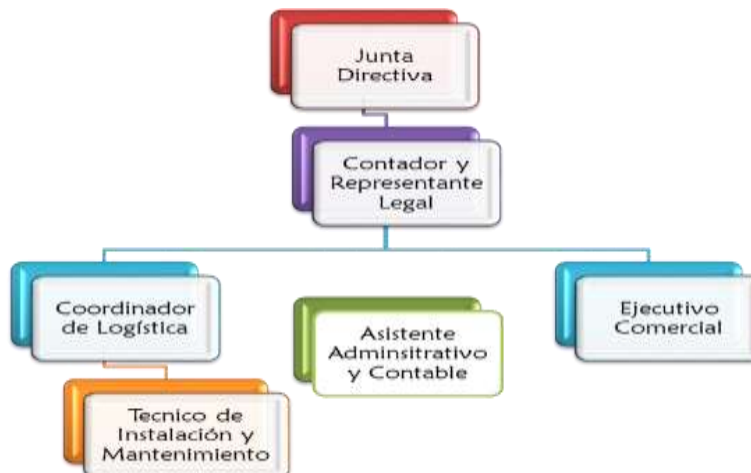 Junta
Directiva
Contador y
Representante
Legal
Coordinador
de Logística
Asistente
Adminsitrativo
y Contable
Ejecutivo
Comercial
Tecnico de
Instalación y
Mantenimiento